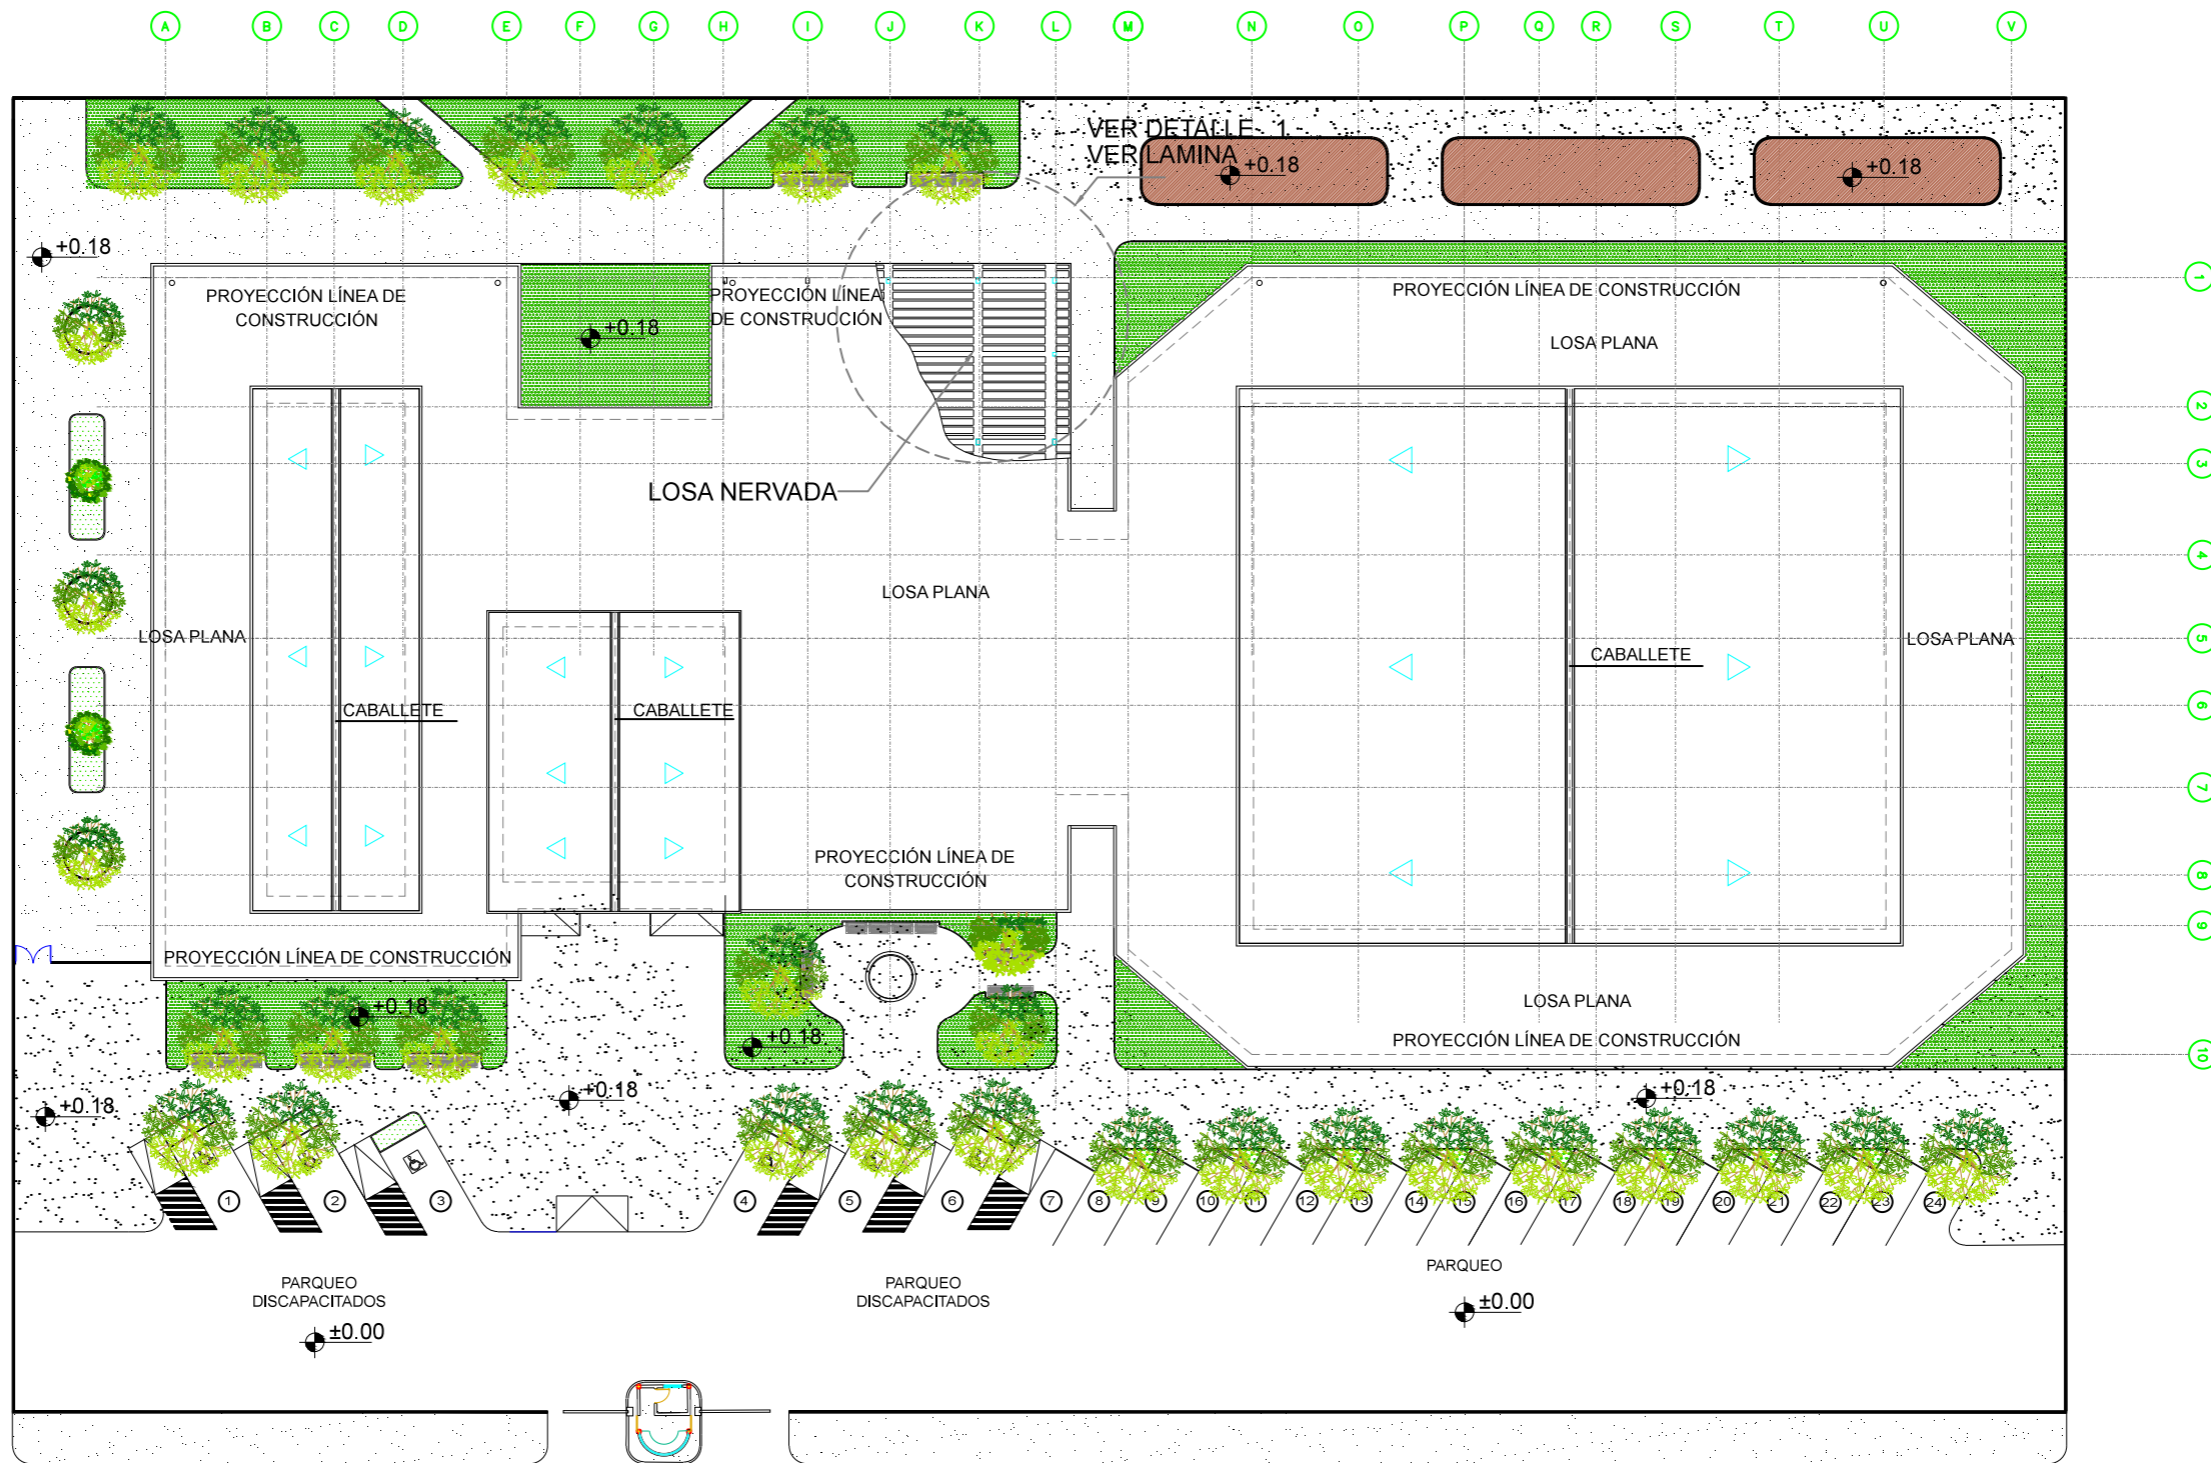 A B C D E F G H I J K L M N O P Q R S T U V
VER DETALLE 1
VER LAMINA
+0.18
+0.18
+0.18
1
PROYECCIÓN LÍNEA DE
CONSTRUCCIÓN
PROYECCIÓN LÍNEA
DE CONSTRUCCIÓN
PROYECCIÓN LÍNEA DE CONSTRUCCIÓN
+0.18
LOSA PLANA
2
3
LOSA NERVADA
4
LOSA PLANA
LOSA PLANA
5
LOSA PLANA
CABALLETE
CABALLETE
CABALLETE
6
7
PROYECCIÓN LÍNEA DE
CONSTRUCCIÓN
8
9
PROYECCIÓN LÍNEA DE CONSTRUCCIÓN
+0.18
LOSA PLANA
+0.18
PROYECCIÓN LÍNEA DE CONSTRUCCIÓN
10
+0.18
+0.18
+0.18
1 2 3 4 5 6 7 8 9 10 11 12 13 14 15 16 17 18 19 20 21 22 23 24
PARQUEO
DISCAPACITADOS
±0.00
PARQUEO
DISCAPACITADOS
PARQUEO
±0.00